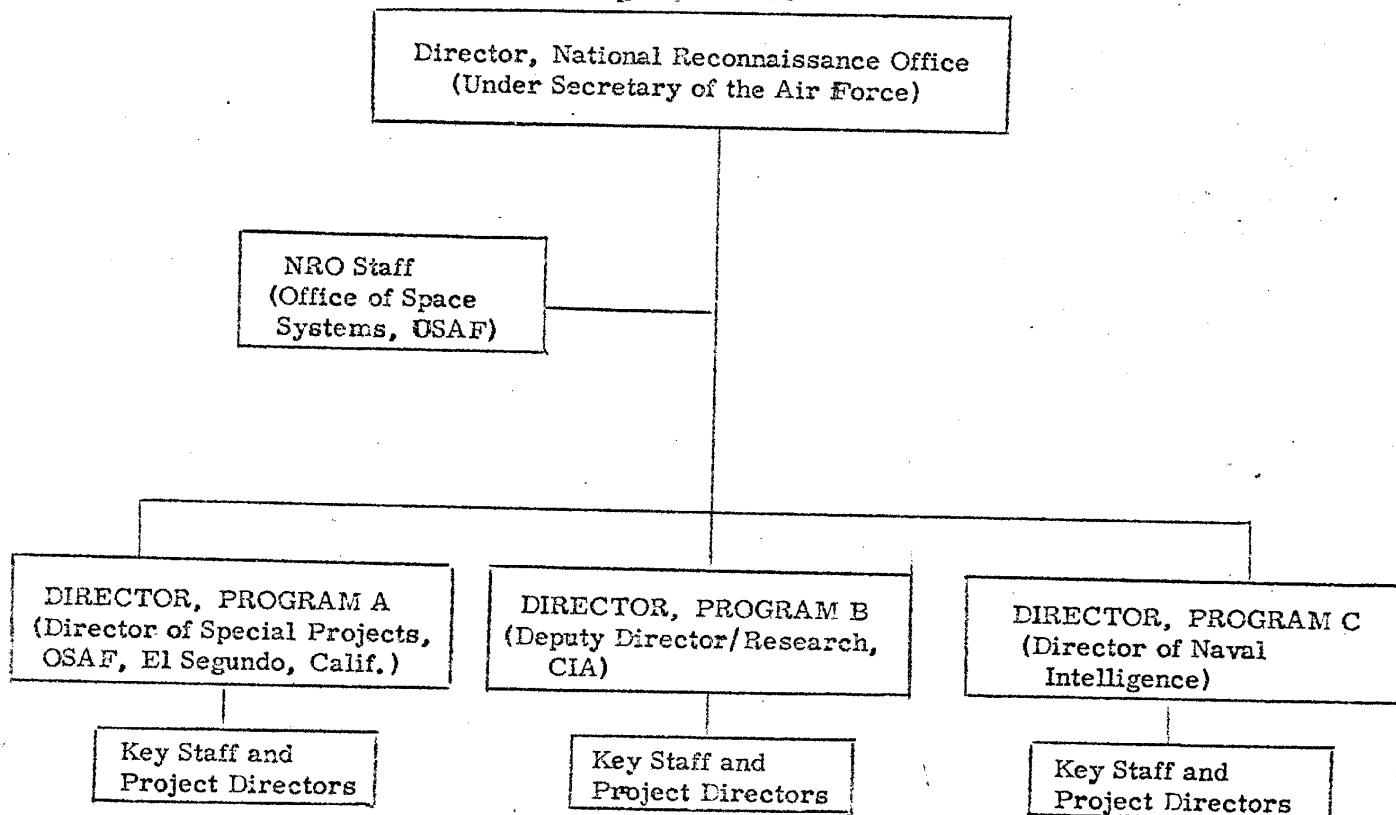 Director, National Reconnaissance Office
(Under Secretary of the Air Force)
NRO Staff
(Office of Space
Systems, OSAF)
DIRECTOR, PROGRAM A
(Director of Special Projects,
OSAF, El Segundo, Calif.)
DIRECTOR, PROGRAM B
(Deputy Director/Research,
CIA)
DIRECTOR, PROGRAM C
(Director of Naval
Intelligence)
Key Staff and
Project Directors
Key Staff and
Project Directors
Key Staff and
Project Directors